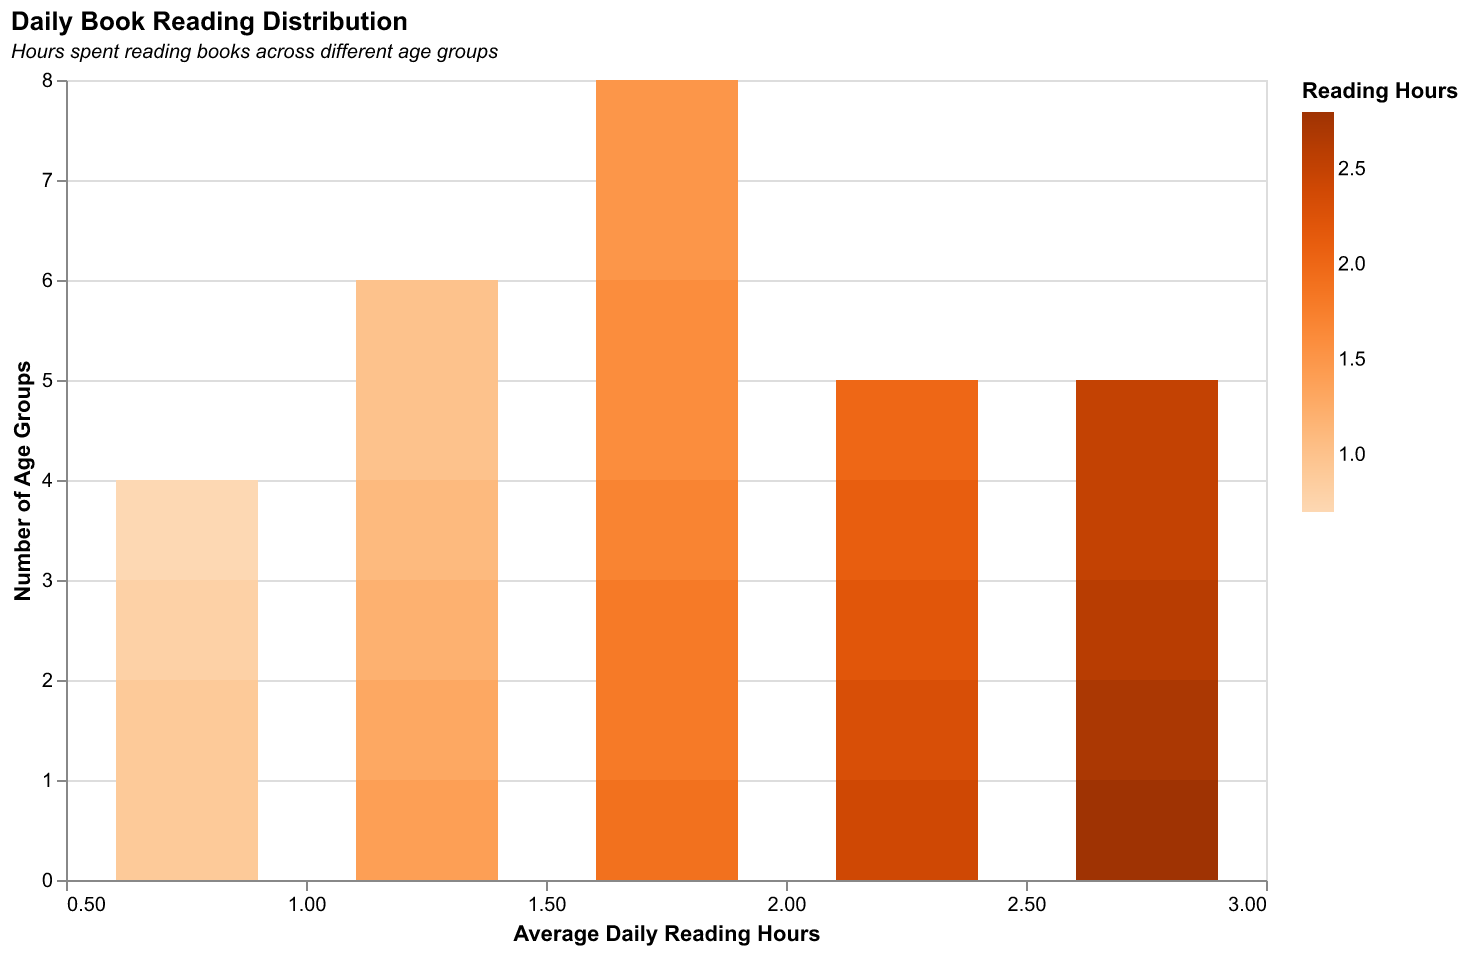 Daily Book Reading Distribution
Hours spent reading books across different age groups
Number of Age Groups
8
7
6
5
4
3
2
1
0
0.50 1.00 1.50 2.00 2.50 3.00
Average Daily Reading Hours
Reading Hours
2.5
2.0
1.5
1.0